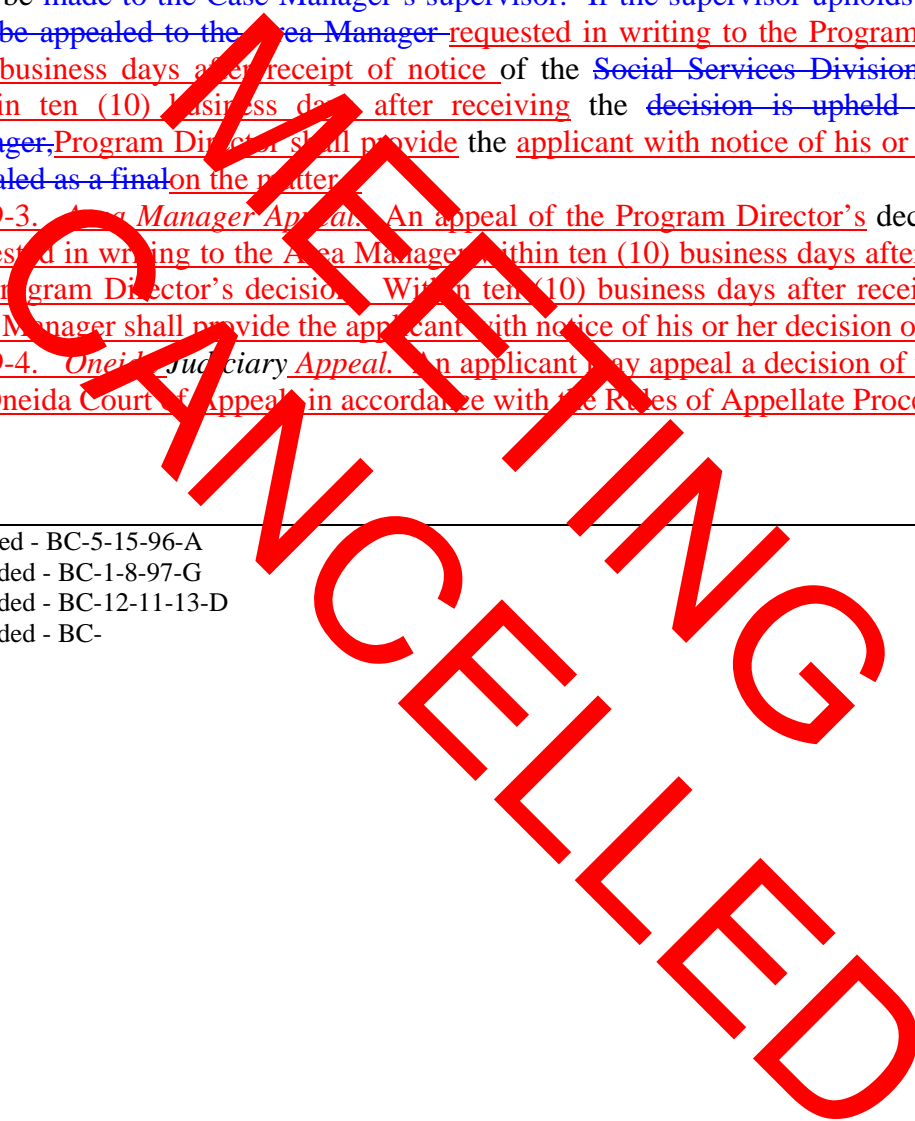 be made to the Case Manager's supervisor. If the supervisor upholds
be appealed to the Area Manager requested in writing to the Program
business days after receipt of notice of the Social Services Division
in ten (10) business days after receiving the decision is upheld
ager, Program Director shall provide the applicant with notice of his or
aled as a final on the matter.
-3. Area Manager Appeal. An appeal of the Program Director's dec
ested in writing to the Area Manager within ten (10) business days after
rogram Director's decision. Within ten (10) business days after recei
Manager shall provide the applicant with notice of his or her decision o
-4. Oneida Judiciary Appeal. An applicant may appeal a decision of
Oneida Court of Appeals in accordance with the Rules of Appellate Proce
ed - BC-5-15-96-A
ded - BC-1-8-97-G
ded - BC-12-11-13-D
ded - BC-
MEETING
CANCELLED